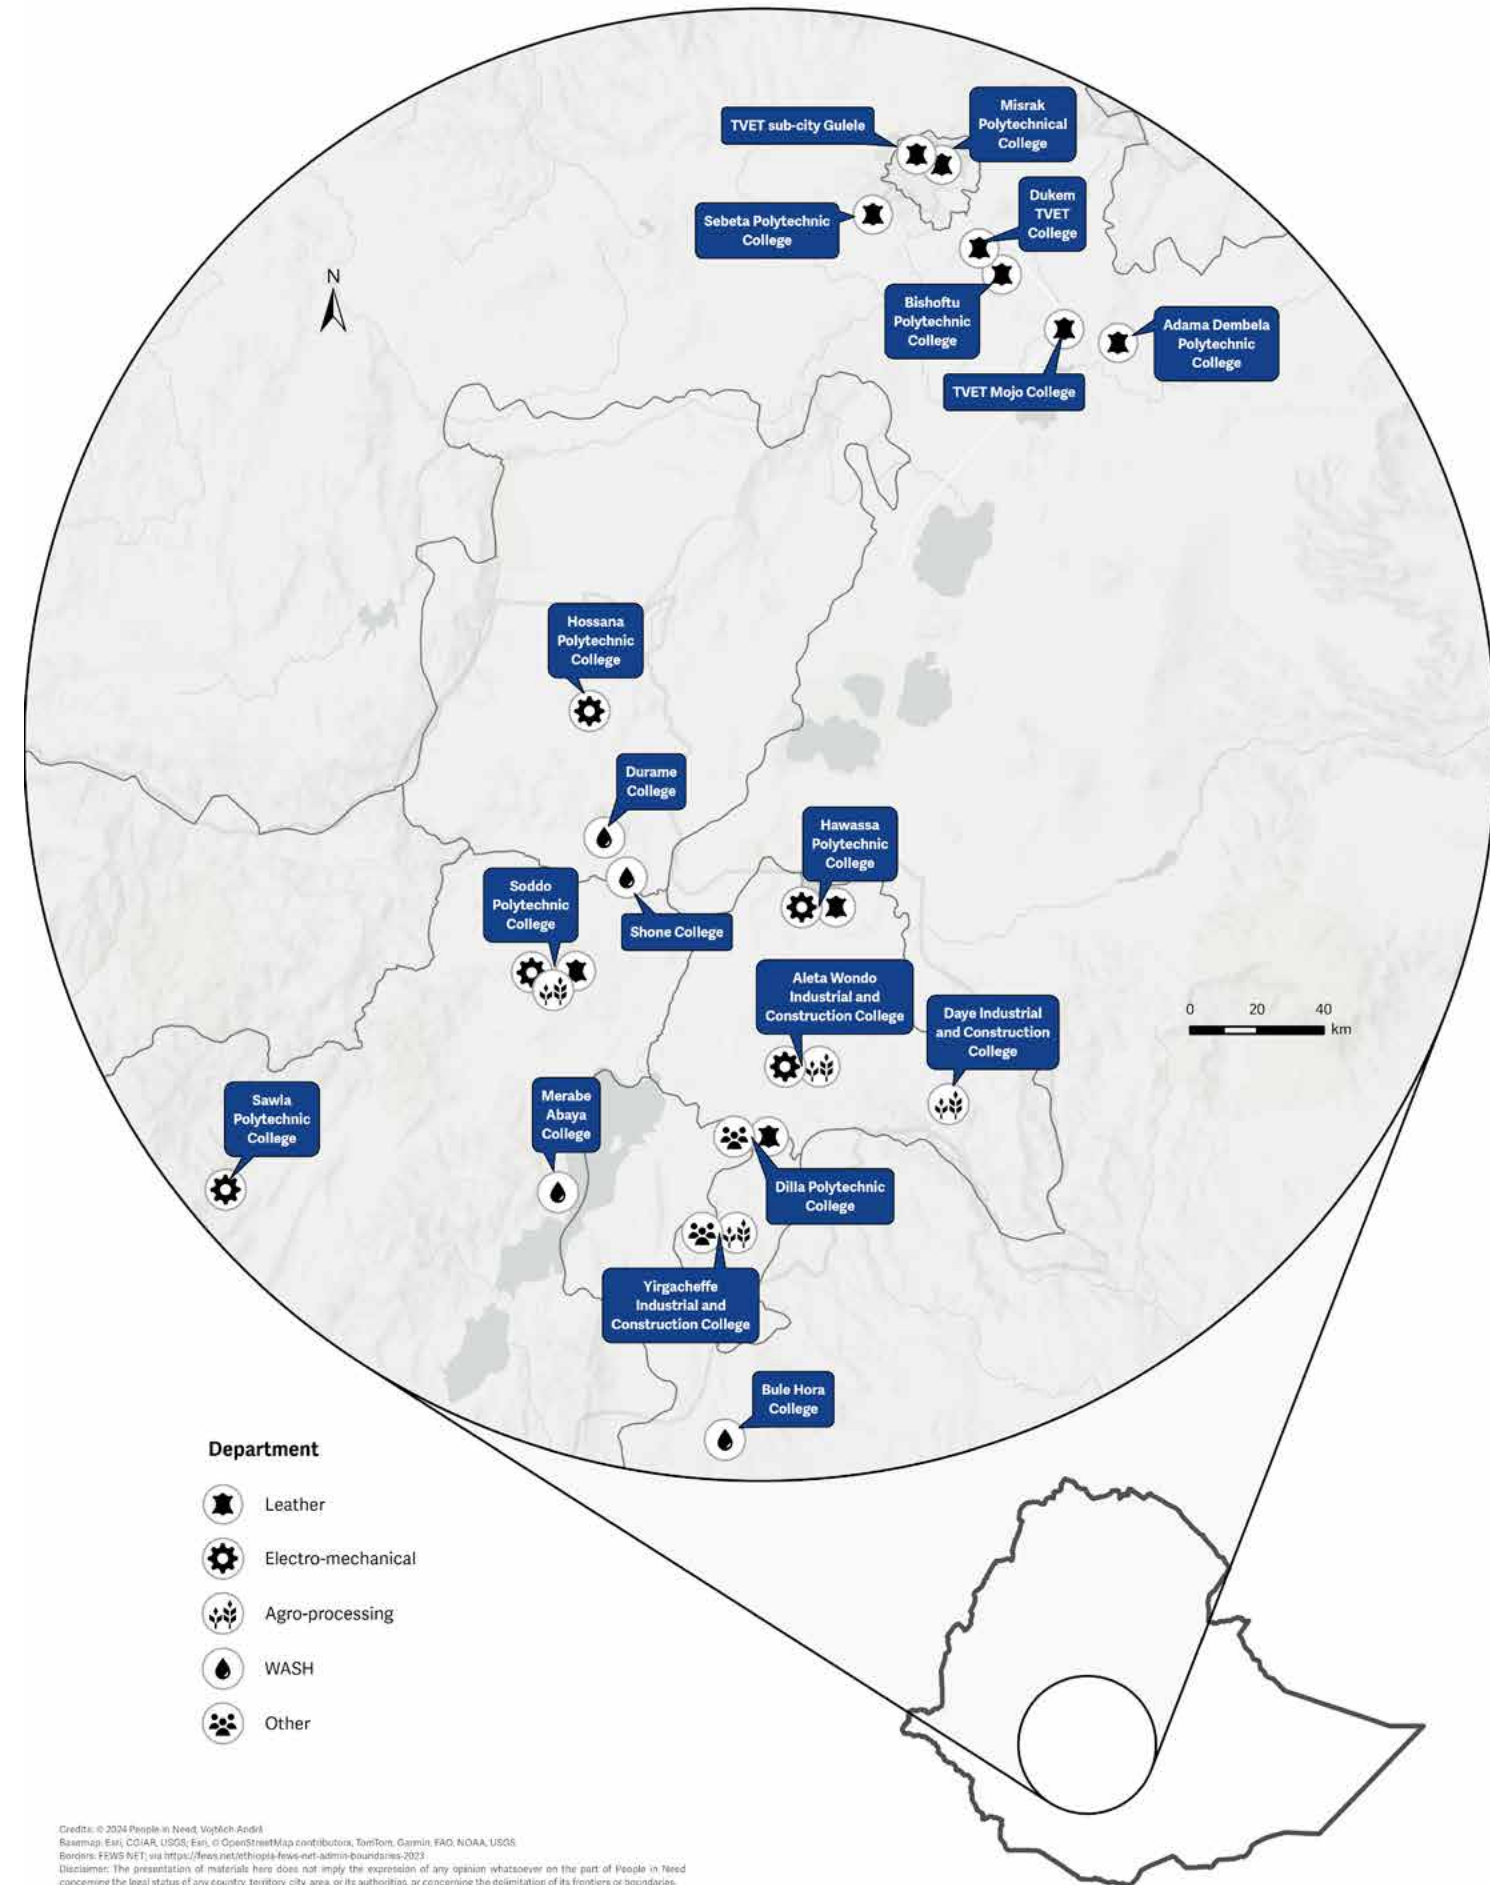 TVET sub-city Gulele
Misrak
Polytechnical
College
Sebeta Polytechnic
College
Dukem
TVET
College
N
Bishoftu
Polytechnic
College
Adama Dembela
Polytechnic
College
TVET Mojo College
Hossana
Polytechnic
College
Durame
College
Hawassa
Polytechnic
College
Soddo
Polytechnic
College
Shone College
Aleta Wondo
Industrial and
Construction College
Daye Industrial
and Construction
College
0 20 40
km
Sawla
Polytechnic
College
Merabe
Abaya
College
Dilla Polytechnic
College
Yirgacheffe
Industrial and
Construction College
Bule Hora
College
Department
Leather
Electro-mechanical
Agro-processing
WASH
Other
Credits: © 2024 People in Need; Vojtěch Andrš
Basemap: Esri, CGIAR, USGS; Esri, © OpenStreetMap contributors, TomTom, Garmin, FAO, NOAA, USGS
Borders: FEWS NET; via https://fews.net/ethiopia-fews-net-admin-boundaries-2023
Disclaimer: The presentation of materials here does not imply the expression of any opinion whatsoever on the part of People in Need
concerning the legal status of any country, territory, city, area, or its authorities, or concerning the delimitation of its frontiers or boundaries.